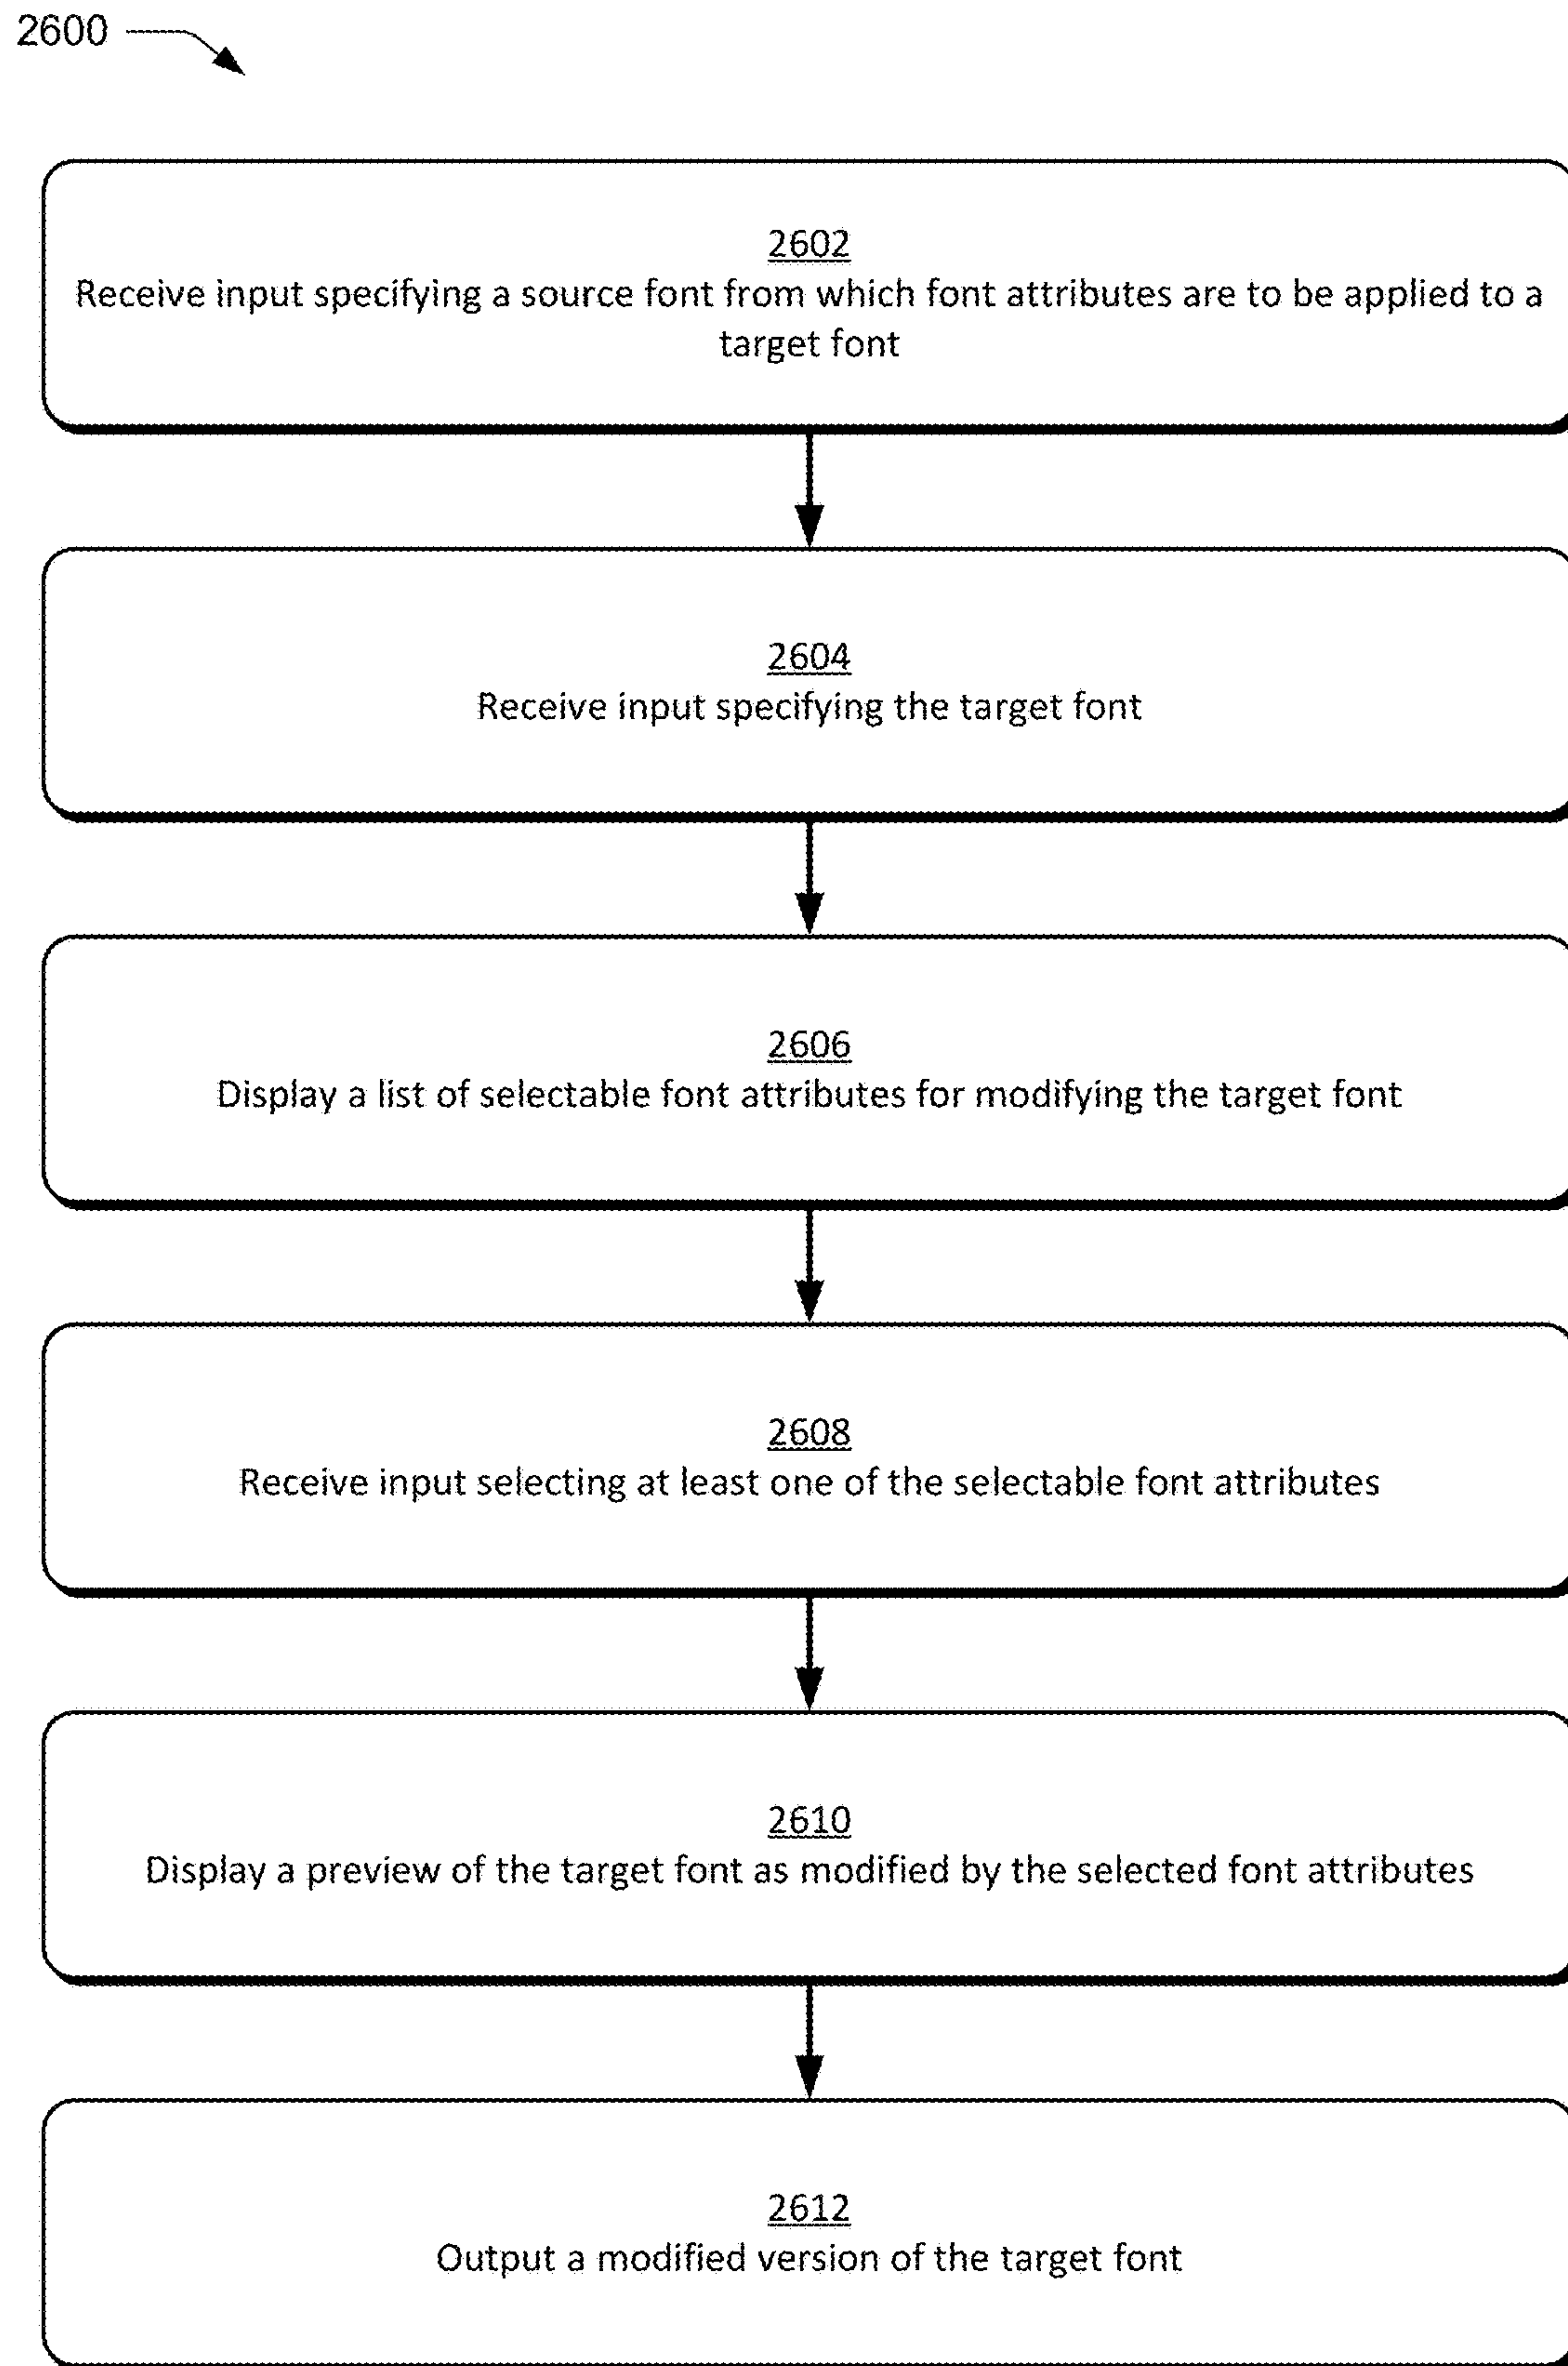 2600
2602
Receive input specifying a source font from which font attributes are to be applied to a
target font
2604
Receive input specifying the target font
2606
Display a list of selectable font attributes for modifying the target font
2608
Receive input selecting at least one of the selectable font attributes
2610
Display a preview of the target font as modified by the selected font attributes
2612
Output a modified version of the target font